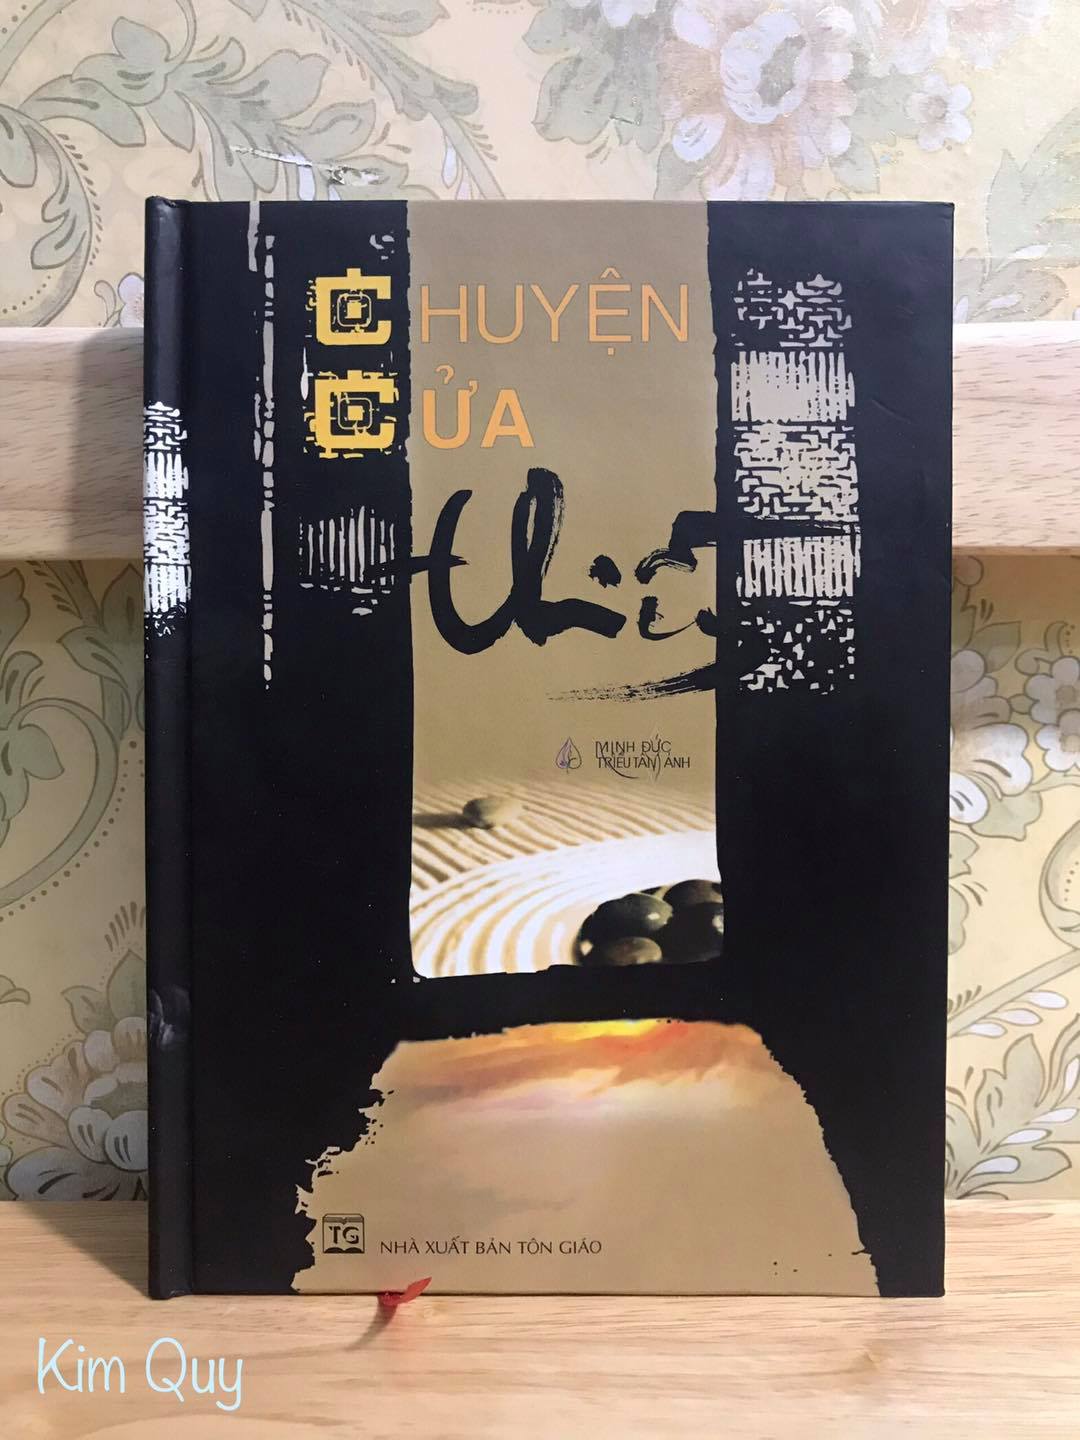 CHUYỆN
CỬA
thiền
MINH ĐỨC
TRIỀU TÂM ẢNH
TG
NHÀ XUẤT BẢN TÔN GIÁO
Kim Quy